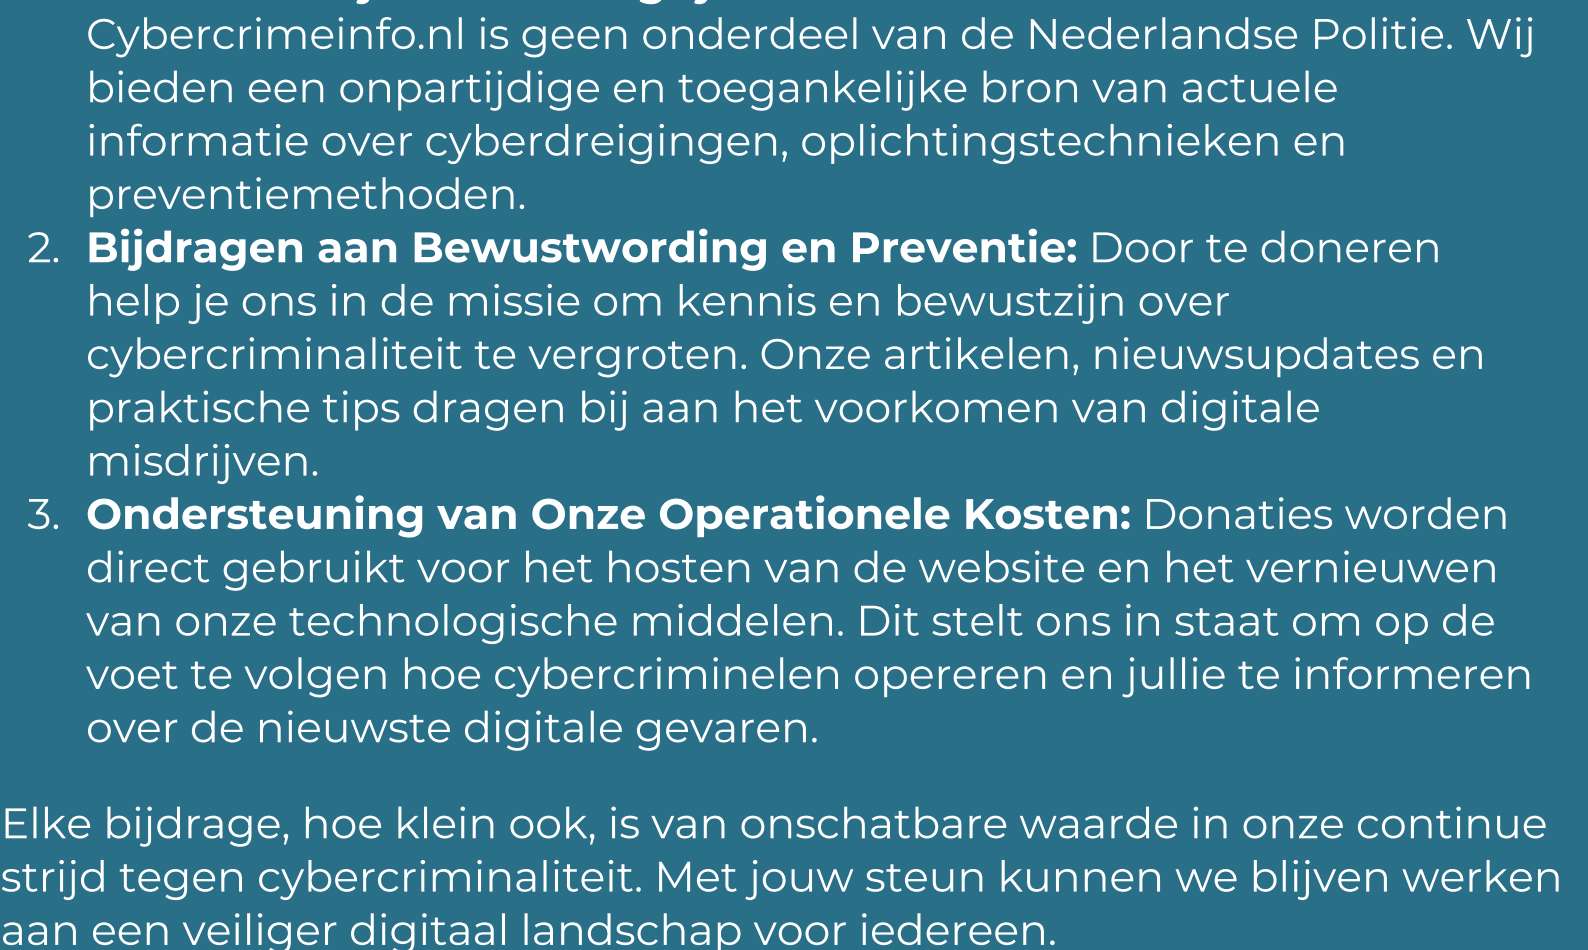 Cybercrimeinfo.nl is geen onderdeel van de Nederlandse Politie. Wij
bieden een onpartijdige en toegankelijke bron van actuele
informatie over cyberdreigingen, oplichtingstechnieken en
preventiemethoden.
2. Bijdragen aan Bewustwording en Preventie: Door te doneren
help je ons in de missie om kennis en bewustzijn over
cybercriminaliteit te vergroten. Onze artikelen, nieuwsupdates en
praktische tips dragen bij aan het voorkomen van digitale
misdrijven.
3. Ondersteuning van Onze Operationele Kosten: Donaties worden
direct gebruikt voor het hosten van de website en het vernieuwen
van onze technologische middelen. Dit stelt ons in staat om op de
voet te volgen hoe cybercriminelen opereren en jullie te informeren
over de nieuwste digitale gevaren.
Elke bijdrage, hoe klein ook, is van onschatbare waarde in onze continue
strijd tegen cybercriminaliteit. Met jouw steun kunnen we blijven werken
aan een veiliger digitaal landschap voor iedereen.